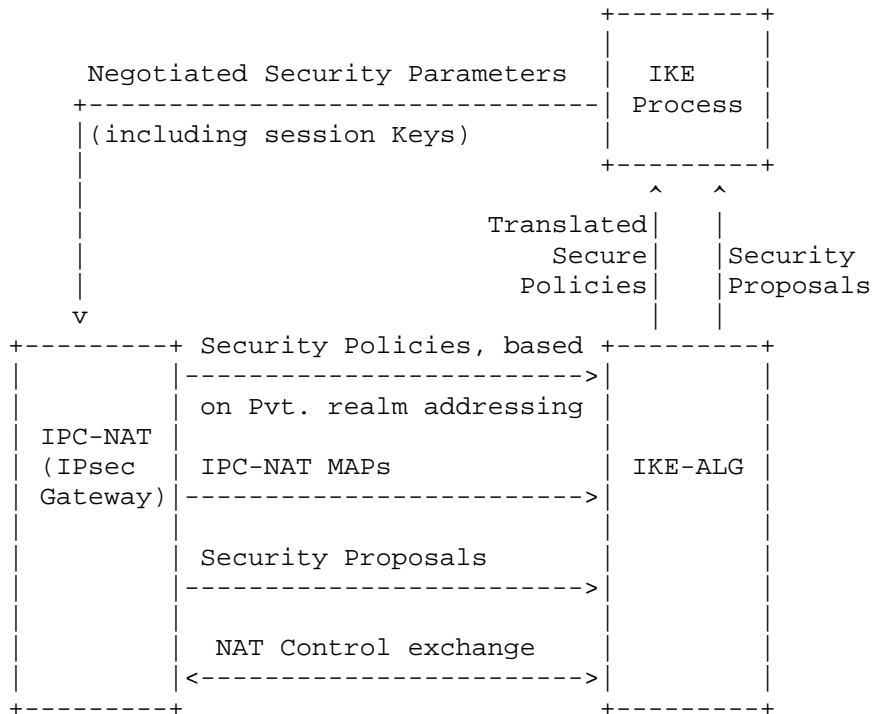 Negotiated Security Parameters
IKE
Process
(including session Keys)
Translated
Secure
Policies
Security
Proposals
Security Policies, based
on Pvt. realm addressing
IPC-NAT
(IPsec
Gateway)
IPC-NAT MAPs
IKE-ALG
Security Proposals
NAT Control exchange